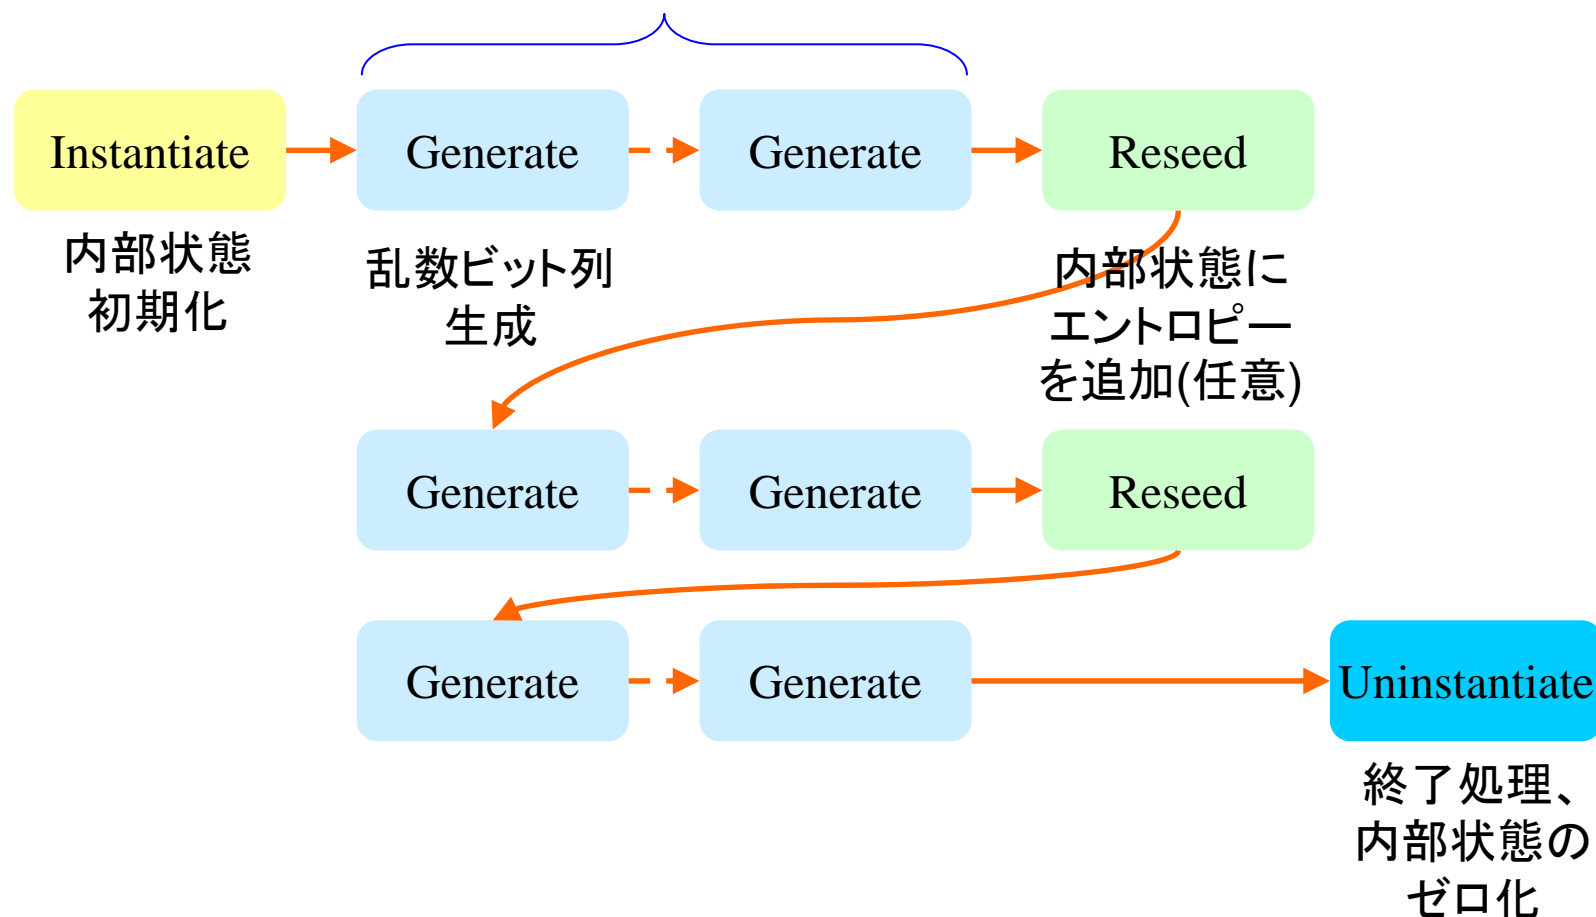 Instantiate
Generate
Generate
Reseed
内部状態
初期化
乱数ビット列
生成
内部状態に
エントロピー
を追加(任意)
Generate
Generate
Reseed
Generate
Generate
Uninstantiate
終了処理、
内部状態の
ゼロ化